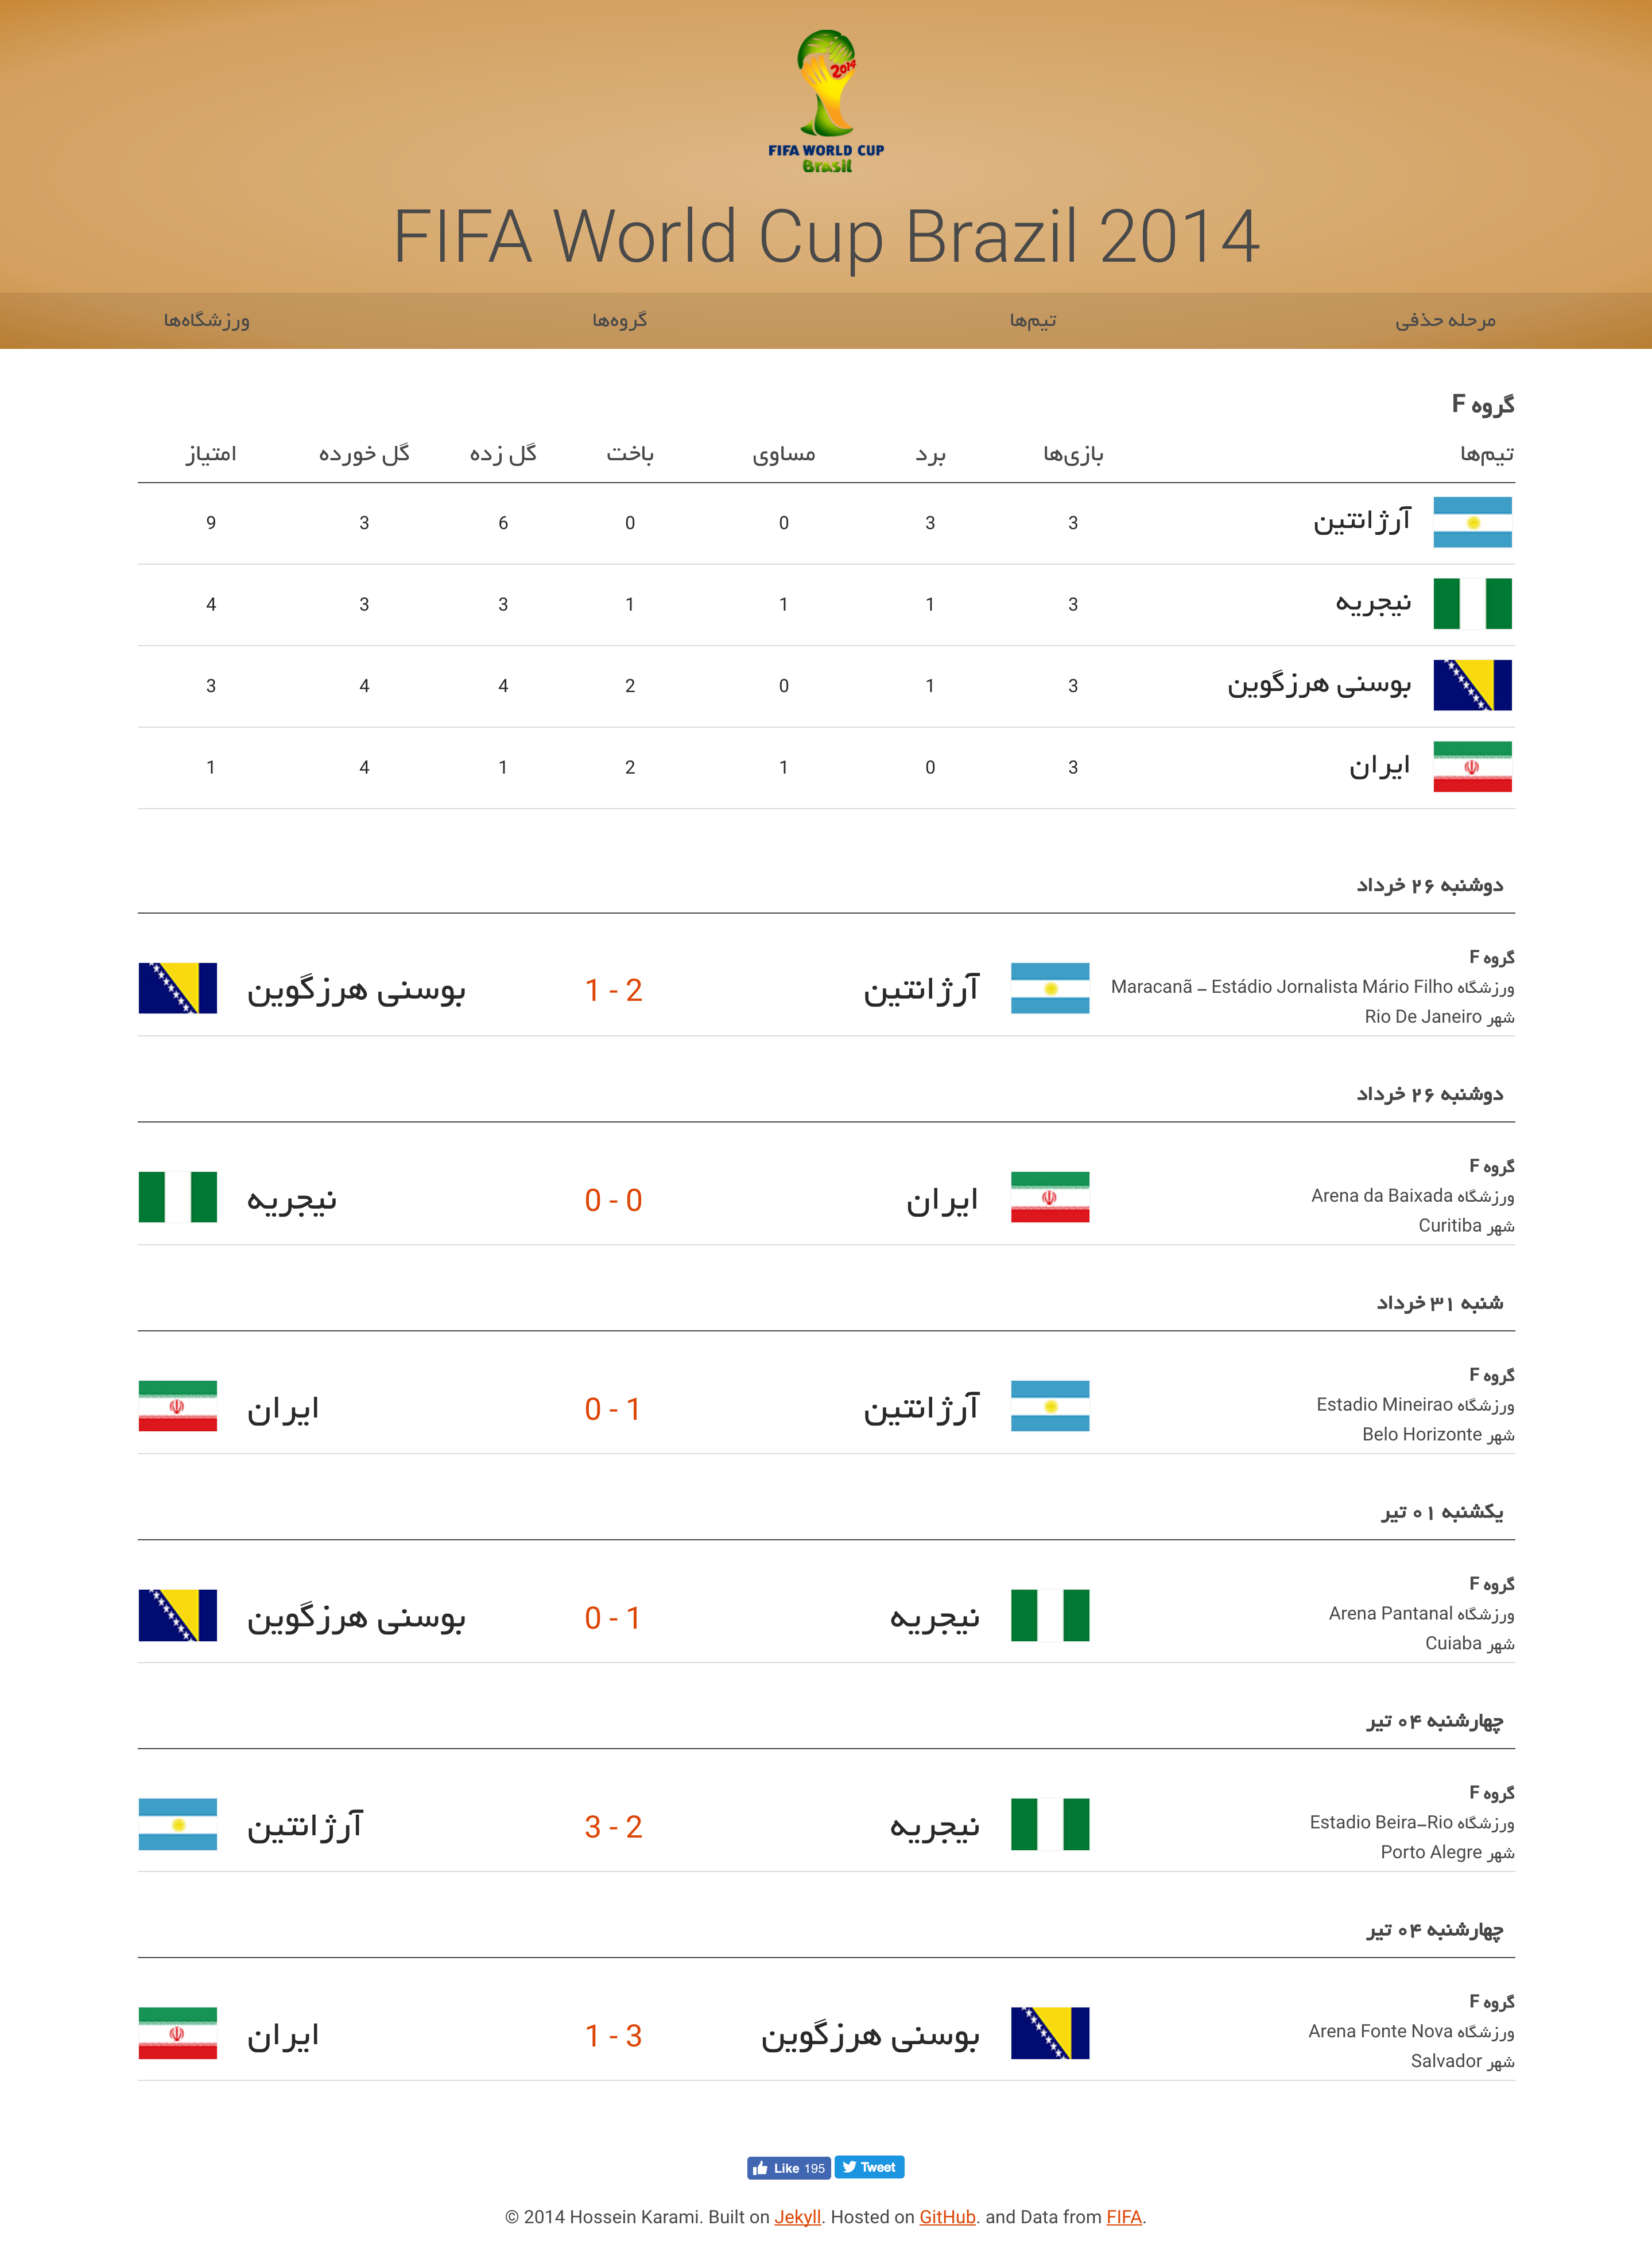 2014
FIFA WORLD CUP
Brasil
FIFA World Cup Brazil 2014
مرحله حذفی تیم‌ها گروه‌ها ورزشگاه‌ها
گروه F
تیم‌ها بازی‌ها برد مساوی باخت گل زده گل خورده امتیاز
آرژانتین 3 3 0 0 6 3 9
نیجریه 3 1 1 1 3 3 4
بوسنی هرزگوین 3 1 0 2 4 4 3
ایران 3 0 1 2 1 4 1
دوشنبه ۲۶ خرداد
گروه F
ورزشگاه Maracanã – Estádio Jornalista Mário Filho
شهر Rio De Janeiro
آرژانتین 1 - 2 بوسنی هرزگوین
دوشنبه ۲۶ خرداد
گروه F
ورزشگاه Arena da Baixada
شهر Curitiba
ایران 0 - 0 نیجریه
شنبه ۳۱ خرداد
گروه F
ورزشگاه Estadio Mineirao
شهر Belo Horizonte
آرژانتین 0 - 1 ایران
یکشنبه ۰۱ تیر
گروه F
ورزشگاه Arena Pantanal
شهر Cuiaba
نیجریه 0 - 1 بوسنی هرزگوین
چهارشنبه ۰۴ تیر
گروه F
ورزشگاه Estadio Beira–Rio
شهر Porto Alegre
نیجریه 3 - 2 آرژانتین
چهارشنبه ۰۴ تیر
گروه F
ورزشگاه Arena Fonte Nova
شهر Salvador
بوسنی هرزگوین 1 - 3 ایران
Like 195 Tweet
© 2014 Hossein Karami. Built on Jekyll. Hosted on GitHub. and Data from FIFA.